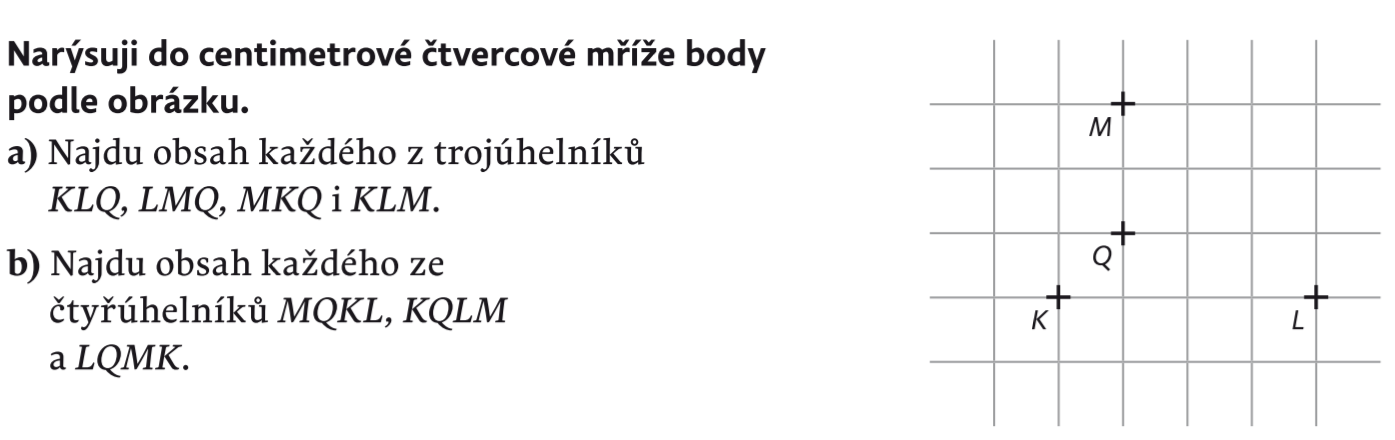 Narýsuji do centimetrové čtvercové mříže body
podle obrázku.
a) Najdu obsah každého z trojúhelníků
KLQ, LMQ, MKQ i KLM.
b) Najdu obsah každého ze
čtyřúhelníků MQKL, KQLM
a LQMK.
M
Q
K
L